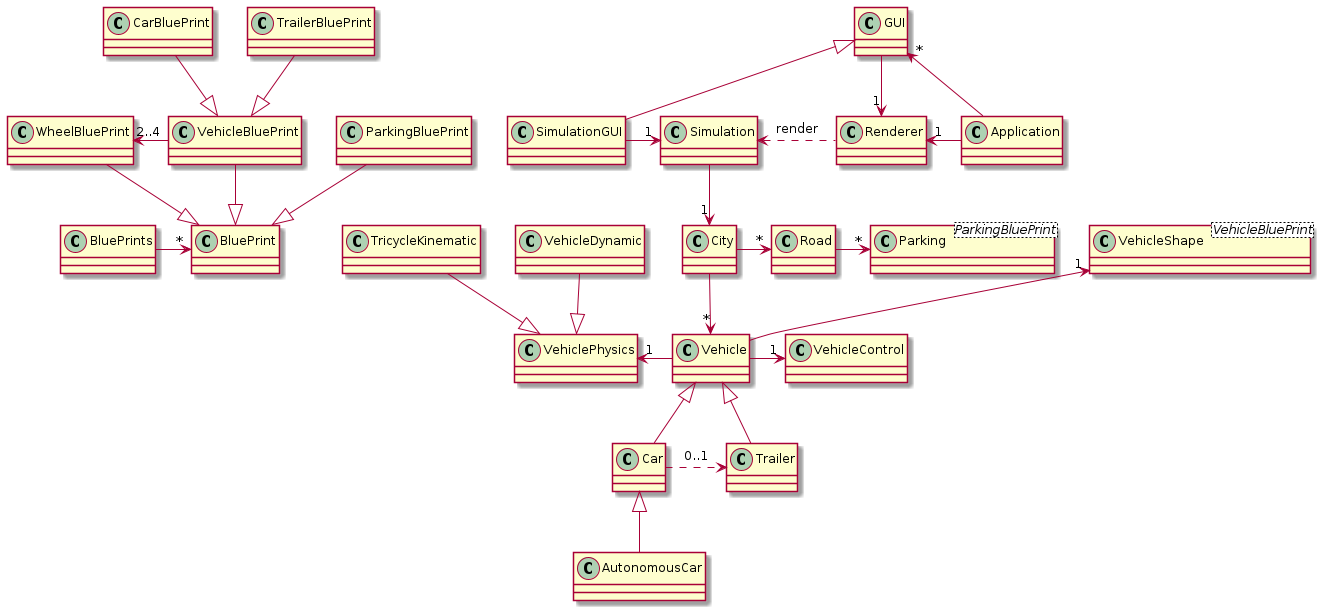 C CarBluePrint
C TrailerBluePrint
C GUI
*
1
2..4
C WheelBluePrint
C VehicleBluePrint
C ParkingBluePrint
C SimulationGUI
1
C Simulation
render
C Renderer
1
C Application
1
C BluePrints
*
C BluePrint
C TricycleKinematic
C VehicleDynamic
C City
*
C Road
*
C Parking
ParkingBluePrint
C VehicleShape
VehicleBluePrint
1
*
C VehiclePhysics
1
C Vehicle
1
C VehicleControl
C Car
0..1
C Trailer
C AutonomousCar